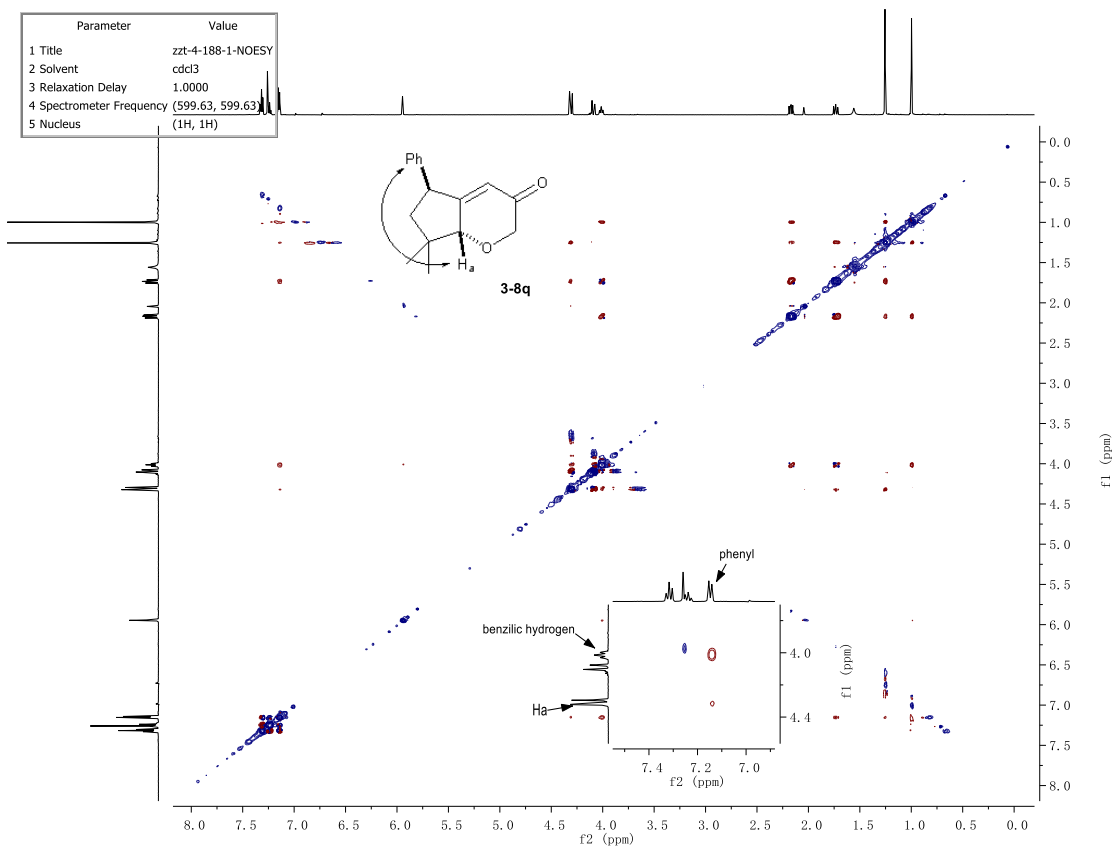 Parameter Value
1 Title zzt-4-188-1-NOESY
2 Solvent cdcl3
3 Relaxation Delay 1.0000
4 Spectrometer Frequency (599.63, 599.63)
5 Nucleus (1H, 1H)
Ph
O
O
Ha
3-8q
0.0
0.5
1.0
1.5
2.0
2.5
3.0
3.5
4.0
4.5
5.0
5.5
6.0
6.5
7.0
7.5
8.0
f1 (ppm)
phenyl
benzilic hydrogen
Ha
4.0
4.4
f1 (ppm)
7.4 7.2 7.0
f2 (ppm)
8.0 7.5 7.0 6.5 6.0 5.5 5.0 4.5 4.0 3.5 3.0 2.5 2.0 1.5 1.0 0.5 0.0
f2 (ppm)